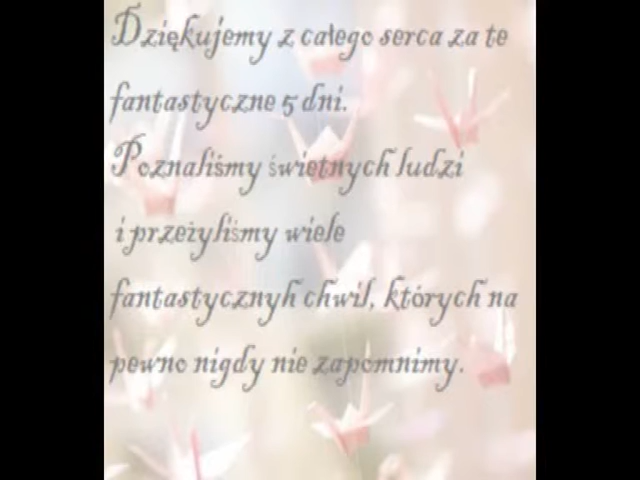 Dziękujemy z całego serca za te
fantastyczne 5 dni.
Poznaliśmy świetnych ludzi
i przeżyliśmy wiele
fantastycznyh chwil, których na
pewno nigdy nie zapomnimy.